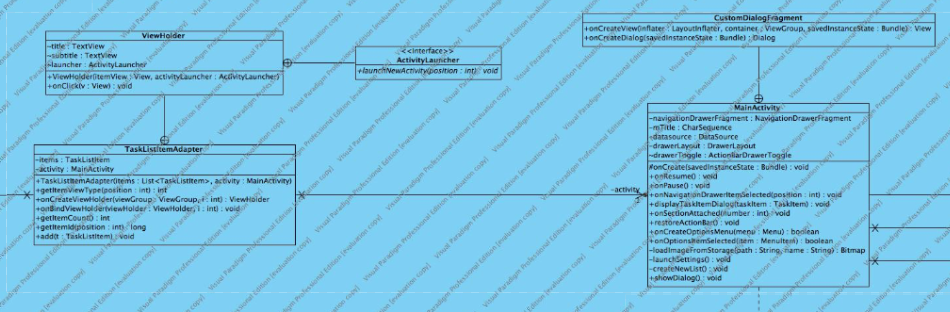 ViewHolder
-title : TextView
-subtitle : TextView
-launcher : ActivityLauncher
+ViewHolder(itemView : View, activityLauncher : ActivityLauncher)
+onClick(v : View) : void
<<Interface>>
ActivityLauncher
+launchNewActivity(position : int) : void
CustomDialogFragment
+onCreateView(inflater : LayoutInflater, container : ViewGroup, savedInstanceState : Bundle) : View
+onCreateDialog(savedInstanceState : Bundle) : Dialog
TaskListItemAdapter
-items : TaskListItem
-activity : MainActivity
+TaskListItemAdapter(items : List<TaskListItem>, activity : MainActivity)
+getItemViewType(position : int) : int
+onCreateViewHolder(viewGroup : ViewGroup, i : int) : ViewHolder
+onBindViewHolder(viewHolder : ViewHolder, i : int) : void
+getItemCount() : int
+getItemId(position : int) : long
+add(t : TaskListItem) : void
-activity
MainActivity
-navigationDrawerFragment : NavigationDrawerFragment
-mTitle : CharSequence
-datasource : DataSource
-drawerLayout : DrawerLayout
-drawerToggle : ActionBarDrawerToggle
#onCreate(savedInstanceState : Bundle) : void
+onResume() : void
+onPause() : void
+onNavigationDrawerItemSelected(position : int) : void
+displayTaskItemDialog(taskItem : TaskItem) : void
+onSectionAttached(number : int) : void
+restoreActionBar() : void
+onCreateOptionsMenu(menu : Menu) : boolean
+onOptionsItemSelected(item : MenuItem) : boolean
-loadImageFromStorage(path : String, name : String) : Bitmap
-launchSettings() : void
-createNewList() : void
+showDialog() : void
Visual Paradigm Professional Edition [evaluation copy]